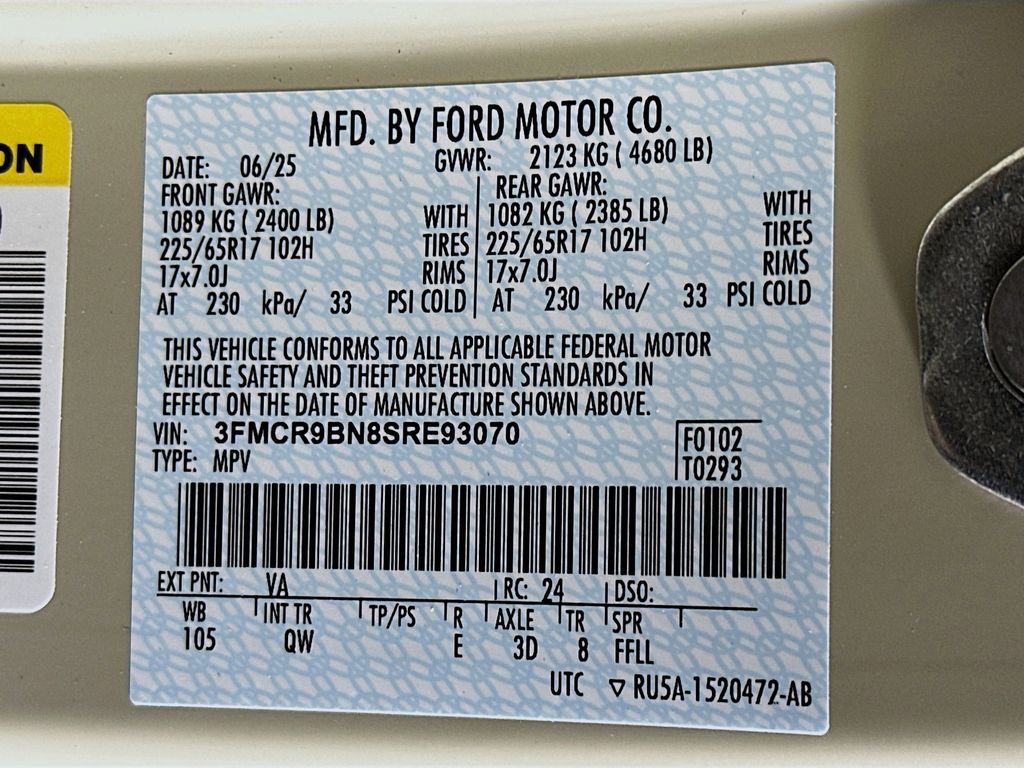 ON
MFD. BY FORD MOTOR CO.
DATE: 06/25 GVWR: 2123 KG ( 4680 LB)
FRONT GAWR: REAR GAWR:
1089 KG ( 2400 LB) WITH 1082 KG ( 2385 LB) WITH
225/65R17 102H TIRES 225/65R17 102H TIRES
17x7.0J RIMS 17x7.0J RIMS
AT 230 kPa/ 33 PSI COLD AT 230 kPa/ 33 PSI COLD
THIS VEHICLE CONFORMS TO ALL APPLICABLE FEDERAL MOTOR
VEHICLE SAFETY AND THEFT PREVENTION STANDARDS IN
EFFECT ON THE DATE OF MANUFACTURE SHOWN ABOVE.
VIN: 3FMCR9BN8SRE93070 F0102
TYPE: MPV T0293
EXT PNT: VA RC: 24 DSO:
WB INT TR TP/PS R AXLE TR SPR
105 QW E 3D 8 FFLL
UTC ▽ RU5A-1520472-AB